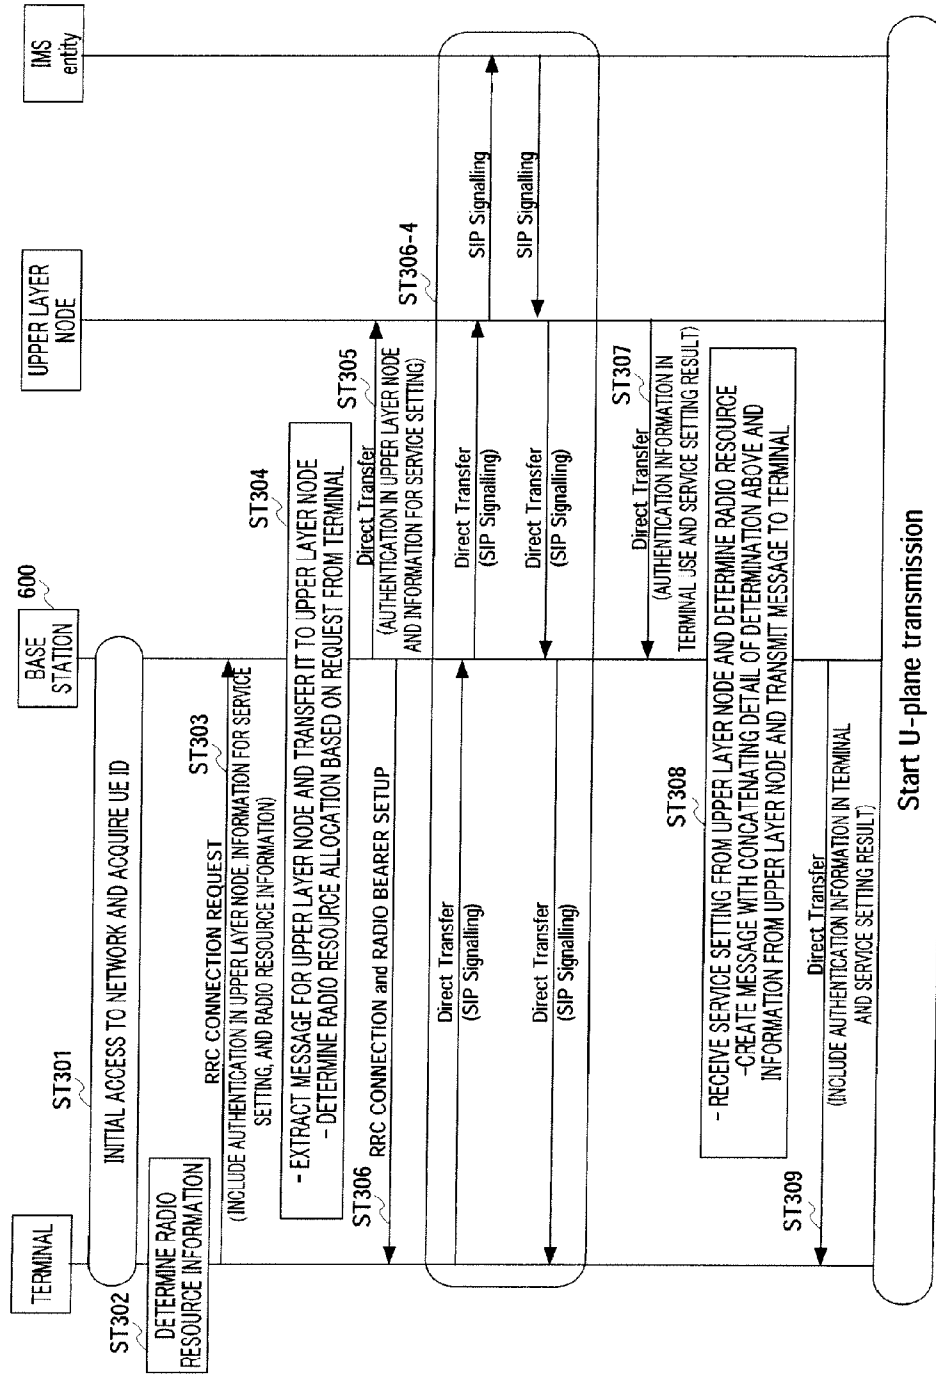 TERMINAL
BASE
STATION
600
UPPER LAYER
NODE
IMS
entity
ST301
INITIAL ACCESS TO NETWORK AND ACQUIRE UE ID
ST302
DETERMINE RADIO
RESOURCE INFORMATION
RRC CONNECTION REQUEST
ST303
(INCLUDE AUTHENTICATION IN UPPER LAYER NODE, INFORMATION FOR SERVICE
SETTING, AND RADIO RESOURCE INFORMATION)
ST304
- EXTRACT MESSAGE FOR UPPER LAYER NODE AND TRANSFER IT TO UPPER LAYER NODE
- DETERMINE RADIO RESOURCE ALLOCATION BASED ON REQUEST FROM TERMINAL
Direct Transfer
ST305
(AUTHENTICATION IN UPPER LAYER NODE
AND INFORMATION FOR SERVICE SETTING)
ST306
RRC CONNECTION and RADIO BEARER SETUP
ST306-4
Direct Transfer
(SIP Signalling)
Direct Transfer
(SIP Signalling)
SIP Signalling
Direct Transfer
(SIP Signalling)
Direct Transfer
(SIP Signalling)
SIP Signalling
Direct Transfer
ST307
(AUTHENTICATION INFORMATION IN
TERMINAL USE AND SERVICE SETTING RESULT)
ST308
- RECEIVE SERVICE SETTING FROM UPPER LAYER NODE AND DETERMINE RADIO RESOURCE
-CREATE MESSAGE WITH CONCATENATING DETAIL OF DETERMINATION ABOVE AND
INFORMATION FROM UPPER LAYER NODE AND TRANSMIT MESSAGE TO TERMINAL
ST309
Direct Transfer
(INCLUDE AUTHENTICATION INFORMATION IN TERMINAL
AND SERVICE SETTING RESULT)
Start U-plane transmission